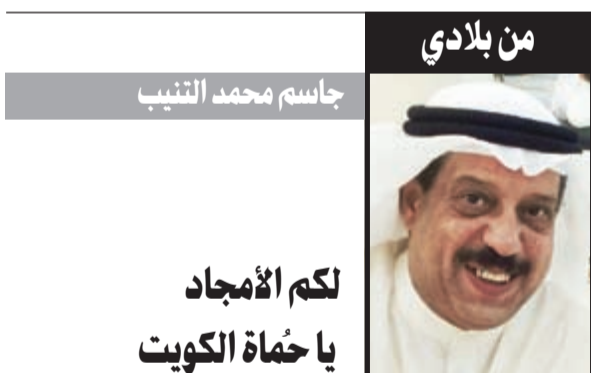 من بلادي
جاسم محمد التنيب
لكم الأمجاد
يا حُماة الكويت